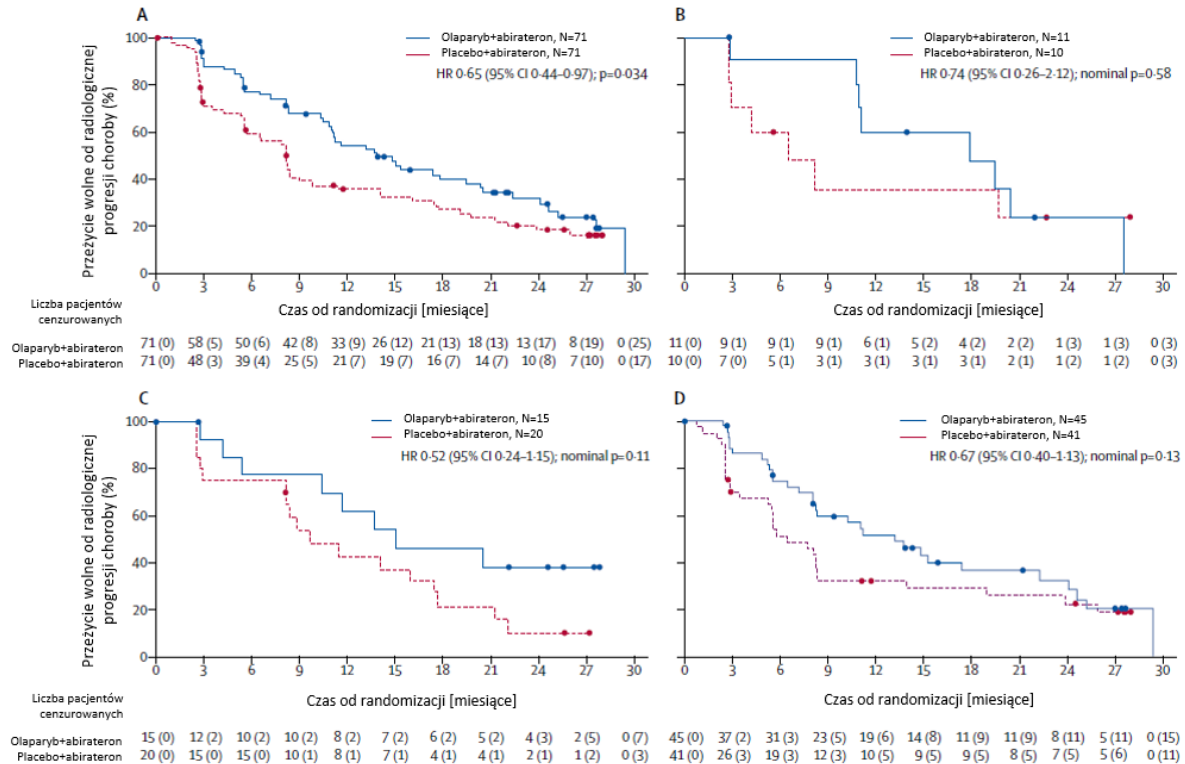 A
Olaparyb+abirateron, N=71
Placebo+abirateron, N=71
HR 0·65 (95% CI 0·44–0·97); p=0·034
Przeżycie wolne od radiologicznej
progresji choroby (%)
100
80
60
40
20
0
0 3 6 9 12 15 18 21 24 27 30
Czas od randomizacji [miesiące]
Liczba pacjentów
cenzurowanych
Olaparyb+abirateron 71 (0) 58 (5) 50 (6) 42 (8) 33 (9) 26 (12) 21 (13) 18 (13) 13 (17) 8 (19) 0 (25)
Placebo+abirateron 71 (0) 48 (3) 39 (4) 25 (5) 21 (7) 19 (7) 16 (7) 14 (7) 10 (8) 7 (10) 0 (17)
B
Olaparyb+abirateron, N=11
Placebo+abirateron, N=10
HR 0·74 (95% CI 0·26–2·12); nominal p=0·58
0 3 6 9 12 15 18 21 24 27 30
Czas od randomizacji [miesiące]
11 (0) 9 (1) 9 (1) 9 (1) 6 (1) 5 (2) 4 (2) 2 (2) 1 (3) 1 (3) 0 (3)
10 (0) 7 (0) 5 (1) 3 (1) 3 (1) 3 (1) 3 (1) 2 (1) 1 (2) 1 (2) 0 (3)
C
Olaparyb+abirateron, N=15
Placebo+abirateron, N=20
HR 0·52 (95% CI 0·24–1·15); nominal p=0·11
Przeżycie wolne od radiologicznej
progresji choroby (%)
100
80
60
40
20
0
0 3 6 9 12 15 18 21 24 27 30
Czas od randomizacji [miesiące]
Liczba pacjentów
cenzurowanych
Olaparyb+abirateron 15 (0) 12 (2) 10 (2) 10 (2) 8 (2) 7 (2) 6 (2) 5 (2) 4 (3) 2 (5) 0 (7)
Placebo+abirateron 20 (0) 15 (0) 15 (0) 10 (1) 8 (1) 7 (1) 4 (1) 4 (1) 2 (1) 1 (2) 0 (3)
D
Olaparyb+abirateron, N=45
Placebo+abirateron, N=41
HR 0·67 (95% CI 0·40–1·13); nominal p=0·13
0 3 6 9 12 15 18 21 24 27 30
Czas od randomizacji [miesiące]
45 (0) 37 (2) 31 (3) 23 (5) 19 (6) 14 (8) 11 (9) 11 (9) 8 (11) 5 (11) 0 (15)
41 (0) 26 (3) 19 (3) 12 (3) 10 (5) 9 (5) 9 (5) 8 (5) 7 (5) 5 (6) 0 (11)